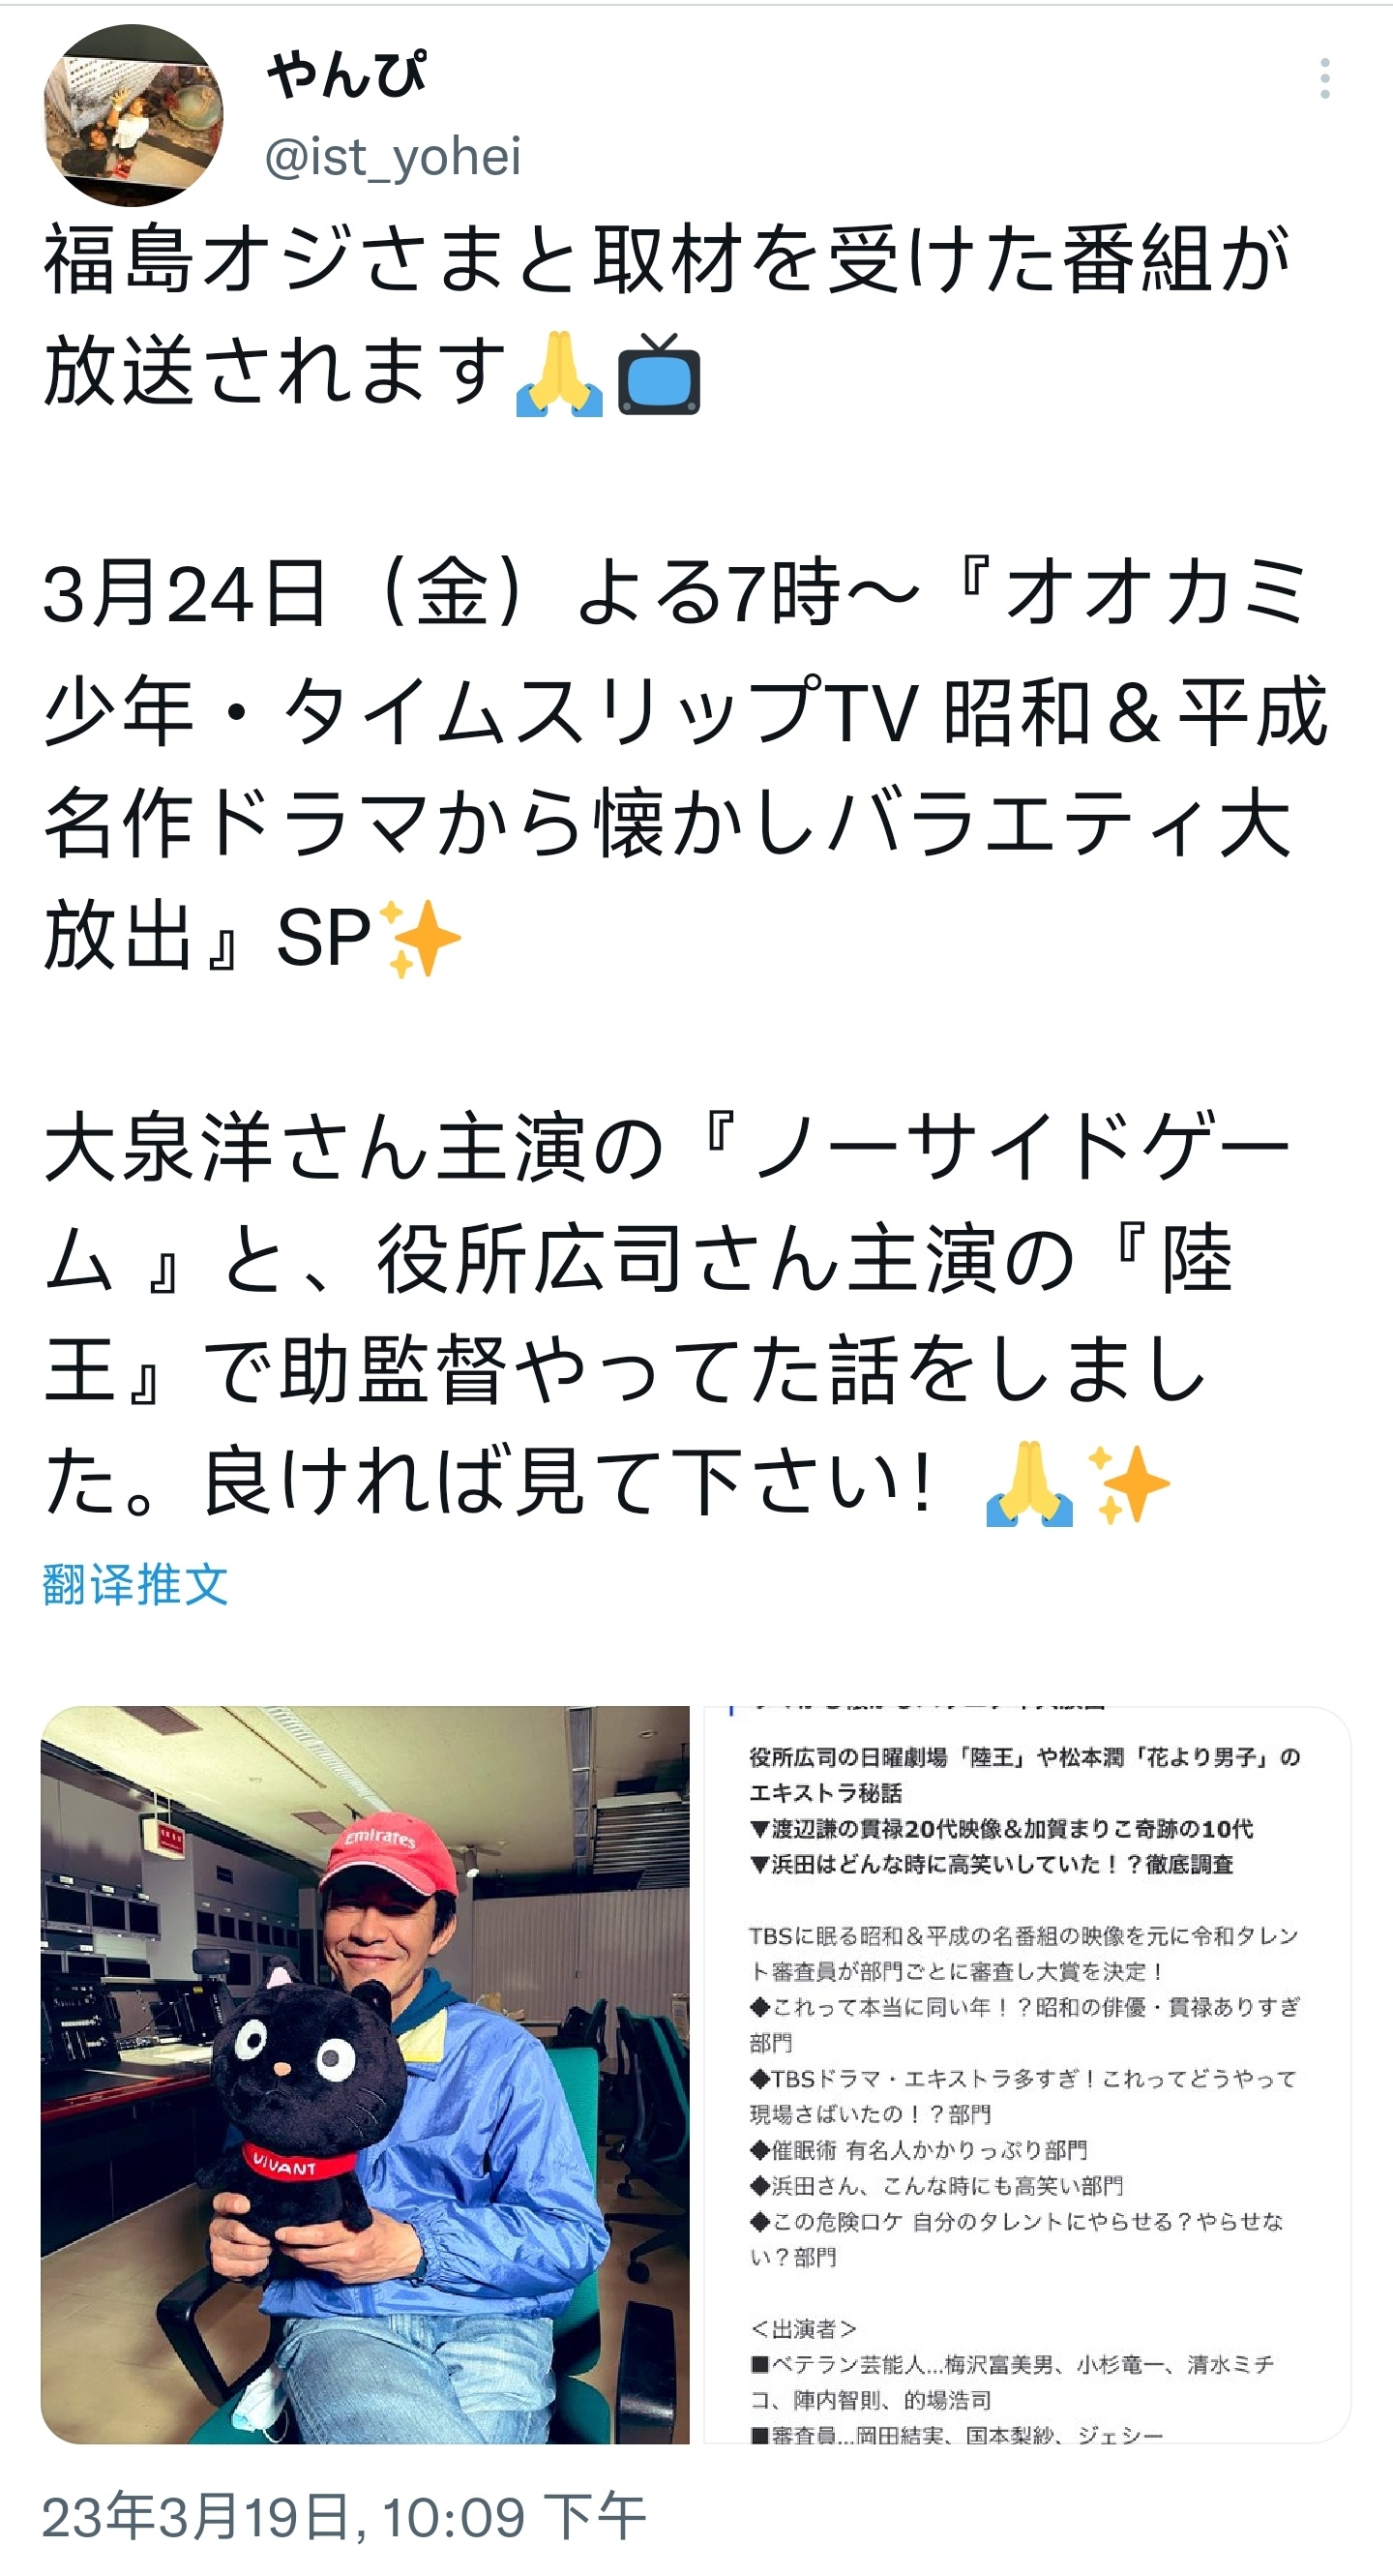 やんぴ
@ist_yohei
福島オジさまと取材を受けた番組が
放送されます🙏📺
3月24日（金）よる7時〜『オオカミ
少年・タイムスリップTV 昭和＆平成
名作ドラマから懐かしバラエティ大
放出』SP✨
大泉洋さん主演の『ノーサイドゲー
ム 』と、役所広司さん主演の『陸
王』で助監督やってた話をしまし
た。良ければ見て下さい！🙏✨
翻译推文
Emirates
VIVANT
役所広司の日曜劇場「陸王」や松本潤「花より男子」の
エキストラ秘話
▼渡辺謙の貫禄20代映像＆加賀まりこ奇跡の10代
▼浜田はどんな時に高笑いしていた！？徹底調査
TBSに眠る昭和＆平成の名番組の映像を元に令和タレン
ト審査員が部門ごとに審査し大賞を決定！
◆これって本当に同い年！？昭和の俳優・貫禄ありすぎ
部門
◆TBSドラマ・エキストラ多すぎ！これってどうやって
現場さばいたの！？部門
◆催眠術 有名人かかりっぷり部門
◆浜田さん、こんな時にも高笑い部門
◆この危険ロケ 自分のタレントにやらせる？やらせな
い？部門
＜出演者＞
■ベテラン芸能人...梅沢富美男、小杉竜一、清水ミチ
コ、陣内智則、的場浩司
■審査員...岡田結実、国本梨紗、ジェシー
23年3月19日, 10:09 下午